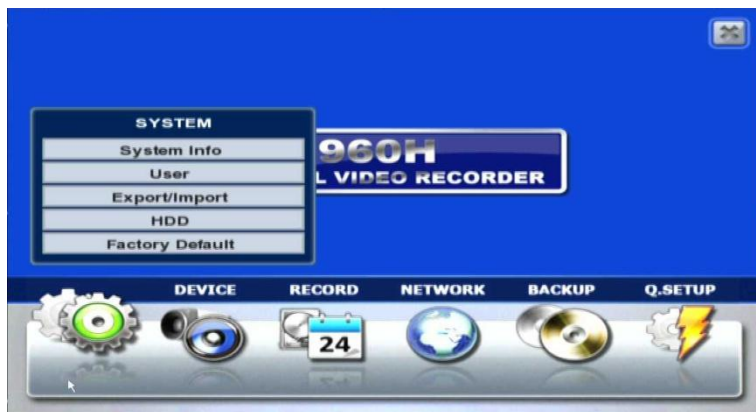 SYSTEM
System Info
User
Export/Import
HDD
Factory Default
960H
L VIDEO RECORDER
DEVICE RECORD NETWORK BACKUP Q.SETUP
24